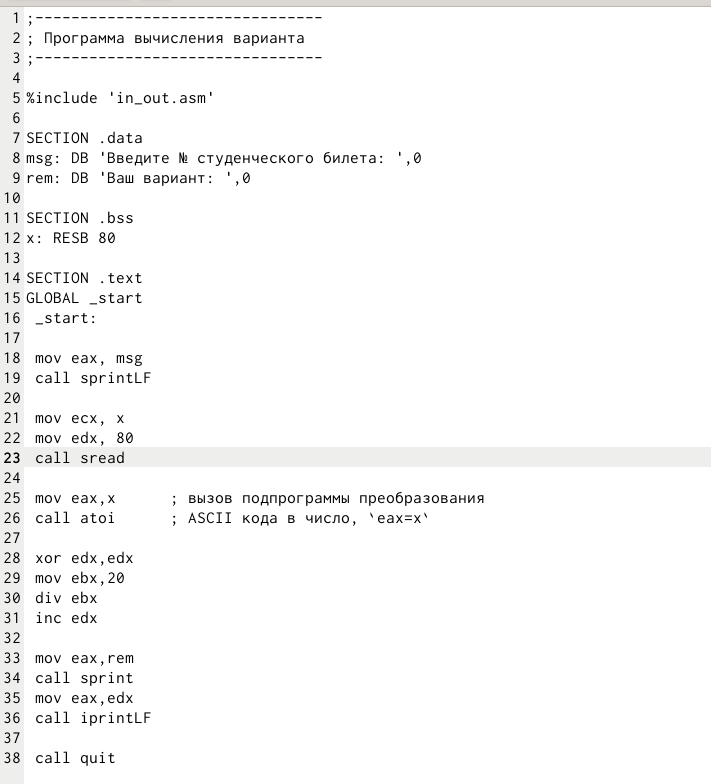 1 ;--------------------------------
2 ; Программа вычисления варианта
3 ;--------------------------------
4
5 %include 'in_out.asm'
6
7 SECTION .data
8 msg: DB 'Введите № студенческого билета: ',0
9 rem: DB 'Ваш вариант: ',0
10
11 SECTION .bss
12 x: RESB 80
13
14 SECTION .text
15 GLOBAL _start
16  _start:
17
18  mov eax, msg
19  call sprintLF
20
21  mov ecx, x
22  mov edx, 80
23  call sread
24
25  mov eax,x      ; вызов подпрограммы преобразования
26  call atoi      ; ASCII кода в число, `eax=x`
27
28  xor edx,edx
29  mov ebx,20
30  div ebx
31  inc edx
32
33  mov eax,rem
34  call sprint
35  mov eax,edx
36  call iprintLF
37
38  call quit